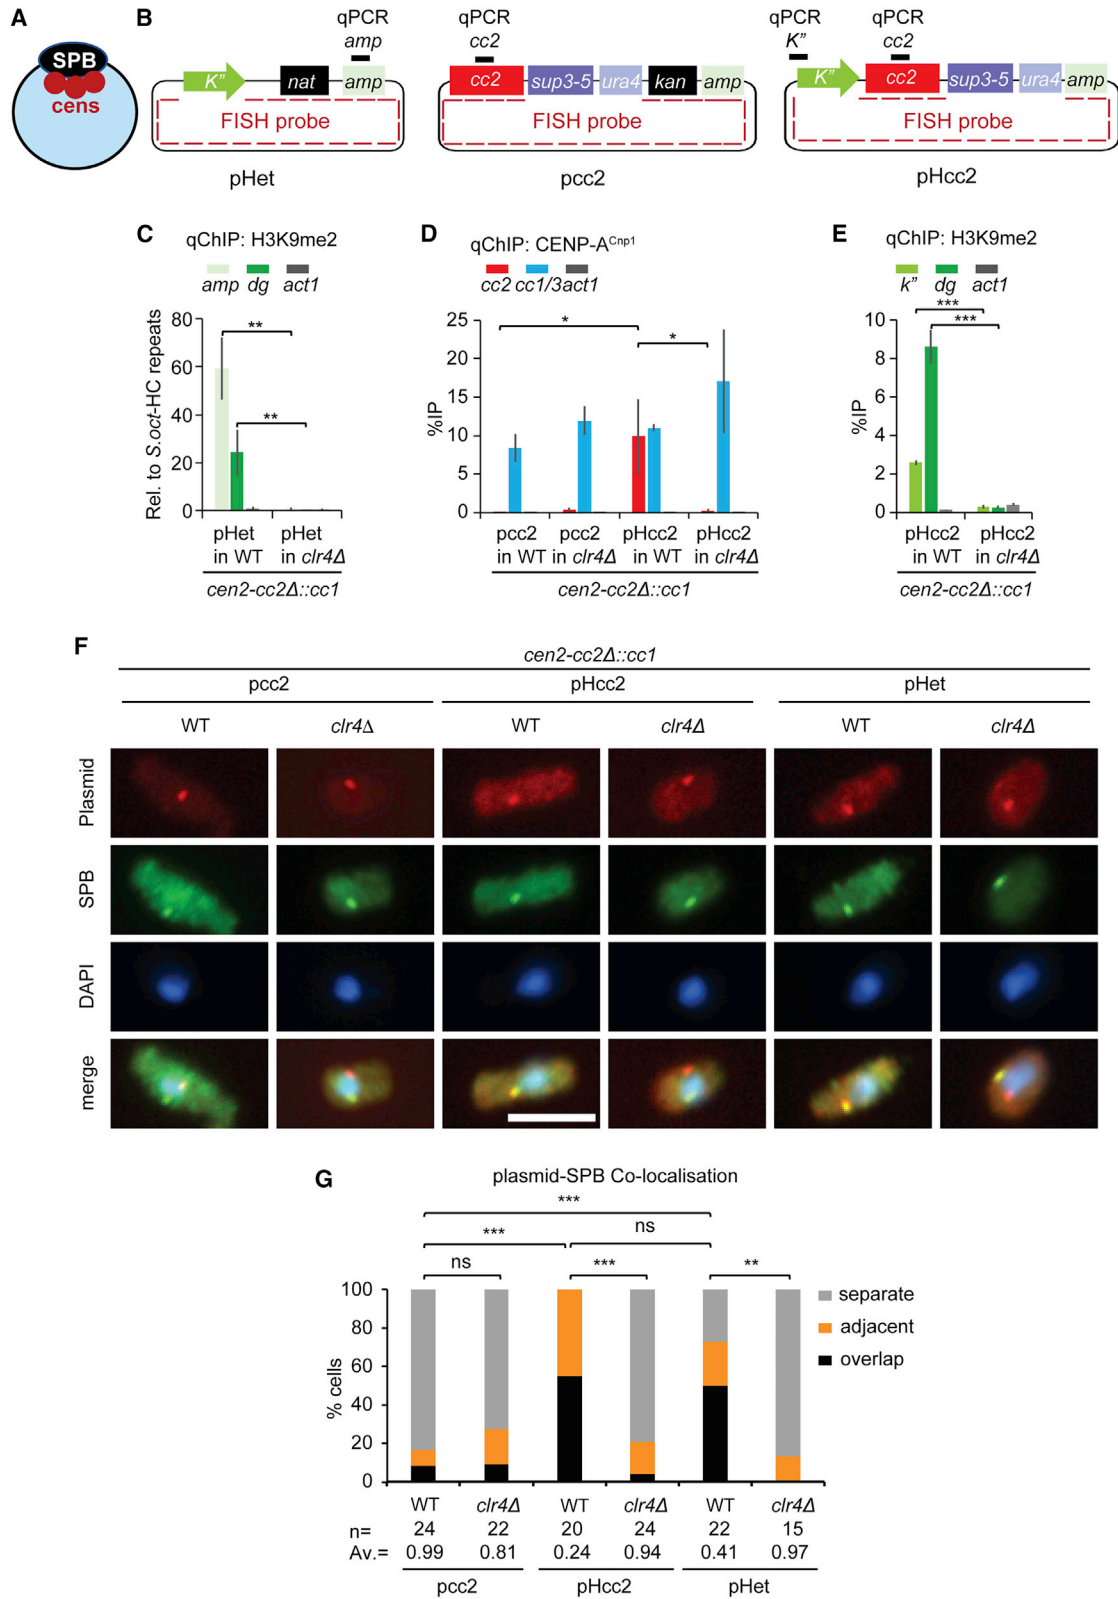 A
SPB
cens
B
qPCR
amp
K”
nat
amp
FISH probe
pHet
qPCR
cc2
cc2
sup3-5
ura4
kan
amp
FISH probe
pcc2
qPCR
K”
qPCR
cc2
K”
cc2
sup3-5
ura4
amp
FISH probe
pHcc2
C
qChIP: H3K9me2
amp dg act1
Rel. to S.oct-HC repeats
80
60
40
20
0
**
**
pHet in WT
pHet in clr4Δ
cen2-cc2Δ::cc1
D
qChIP: CENP-ACnp1
cc2 cc1/3 act1
%IP
25
20
15
10
5
0
*
*
pcc2 in WT
pcc2 in clr4Δ
pHcc2 in WT
pHcc2 in clr4Δ
cen2-cc2Δ::cc1
E
qChIP: H3K9me2
k” dg act1
%IP
10
8
6
4
2
0
***
***
pHcc2 in WT
pHcc2 in clr4Δ
cen2-cc2Δ::cc1
F
cen2-cc2Δ::cc1
pcc2 pHcc2 pHet
WT clr4Δ WT clr4Δ WT clr4Δ
Plasmid
SPB
DAPI
merge
G
plasmid-SPB Co-localisation
***
***
ns
ns
***
**
% cells
100
80
60
40
20
0
separate
adjacent
overlap
WT clr4Δ WT clr4Δ WT clr4Δ
n= 24 22 20 24 22 15
Av.= 0.99 0.81 0.24 0.94 0.41 0.97
pcc2 pHcc2 pHet